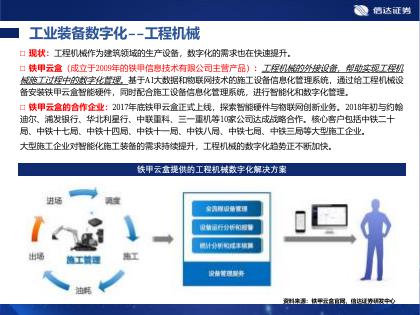 信达证券
工业装备数字化--工程机械
□ 现状：工程机械作为建筑领域的生产设备，数字化的需求也在快速提升。
□ 铁甲云盒（成立于2009年的铁甲信息技术有限公司主营产品）：工程机械的外接设备，帮助实现工程机
械施工过程中的数字化管理。基于AI大数据和物联网技术的施工设备信息化管理系统，通过给工程机械设
备安装铁甲云盒智能硬件，同时配合施工设备信息化管理系统，进行智能化和数字化管理。
□ 铁甲云盒的合作企业：2017年底铁甲云盒正式上线，探索智能硬件与物联网创新业务。2018年初与约翰
迪尔、浦发银行、华北利星行、中联重科、三一重机等10家公司达成战略合作。核心客户包括中铁二十
局、中铁十七局、中铁十四局、中铁十一局、中铁八局、中铁七局、中铁三局等大型施工企业。
大型施工企业对智能化施工装备的需求持续提升，工程机械的数字化趋势正不断加快。
铁甲云盒提供的工程机械数字化解决方案
进场
调度
出场
施工管理
施工
油耗
全流程设备管理
设备运行分析和报警
统计分析和成本核算
设备管理服务
资料来源：铁甲云盒官网，信达证券研发中心